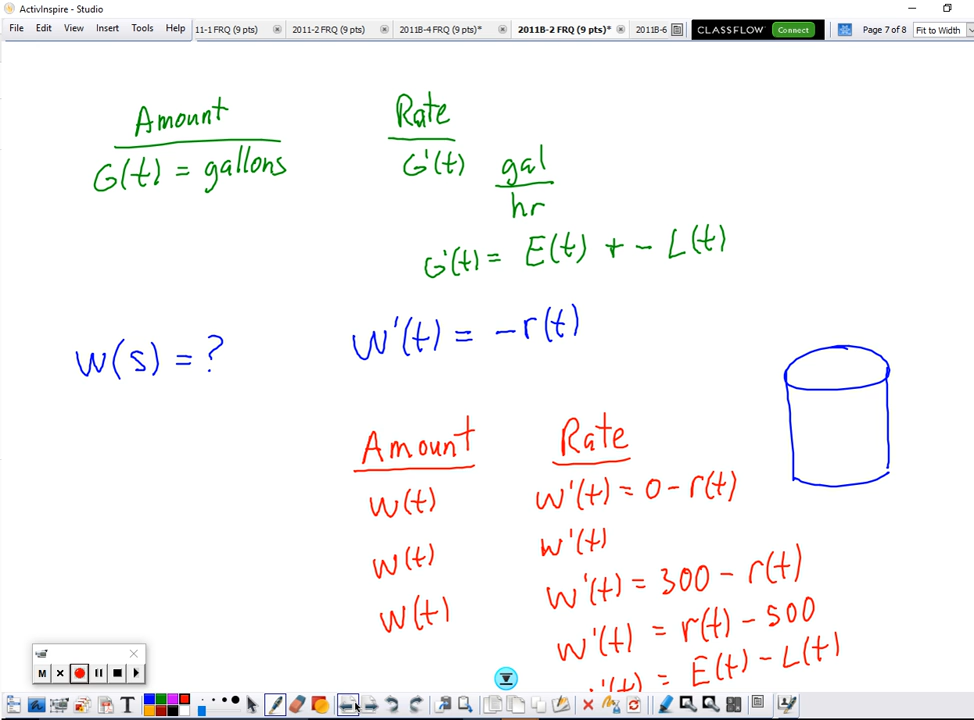 ActivInspire - Studio
File Edit View Insert Tools Help 11-1 FRQ (9 pts) 2011-2 FRQ (9 pts) 2011B-4 FRQ (9 pts)* 2011B-2 FRQ (9 pts)* 2011B-6 CLASSFLOW Connect Page 7 of 8 Fit to Width
Amount Rate
G(t) = gallons G'(t) gal/hr
G'(t) = E(t) + - L(t)
W'(t) = -r(t)
W(5) = ?
Amount Rate
W(t) W'(t) = 0 - r(t)
W(t) W'(t)
W(t) W'(t) = 300 - r(t)
W'(t) = r(t) - 500
W'(t) = E(t) - L(t)
M
T